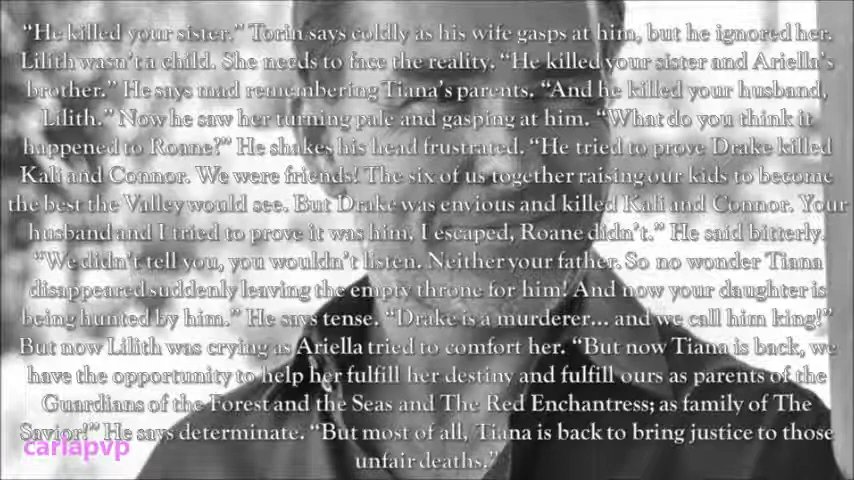 “He killed your sister.” Torin says coldly as his wife gasps at him, but he ignored her.
Lilith wasn’t a child. She needs to face the reality. “He killed your sister and Ariella’s
brother.” He says mad remembering Tiana’s parents. “And he killed your husband,
Lilith.” Now he saw her turning pale and gasping at him. “What do you think it
happened to Roane?” He shakes his head frustrated. “He tried to prove Drake killed
Kali and Connor. We were friends! The six of us together raising our kids to become
the best the Valley would see. But Drake was envious and killed Kali and Connor. Your
husband and I tried to prove it was him. I escaped, Roane didn’t.” He said bitterly.
“We didn’t tell you, you wouldn’t listen. Neither your father. So no wonder Tiana
disappeared suddenly leaving the empty throne for him! And now your daughter is
being hunted by him.” He says tense. “Drake is a murderer... and we call him king!”
But now Lilith was crying as Ariella tried to comfort her. “But now Tiana is back, we
have the opportunity to help her fulfill her destiny and fulfill ours as parents of the
Guardians of the Forest and the Seas and The Red Enchantress; as family of The
Savior!” He says determinate. “But most of all, Tiana is back to bring justice to those
unfair deaths.”
carlapvp